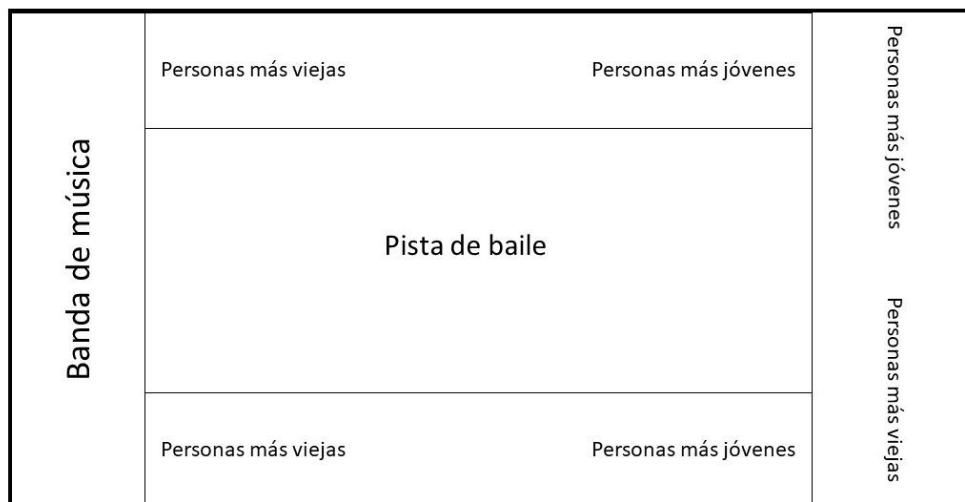 Banda de música
Personas más viejas
Personas más jóvenes
Pista de baile
Personas más viejas
Personas más jóvenes
Personas más jóvenes
Personas más viejas